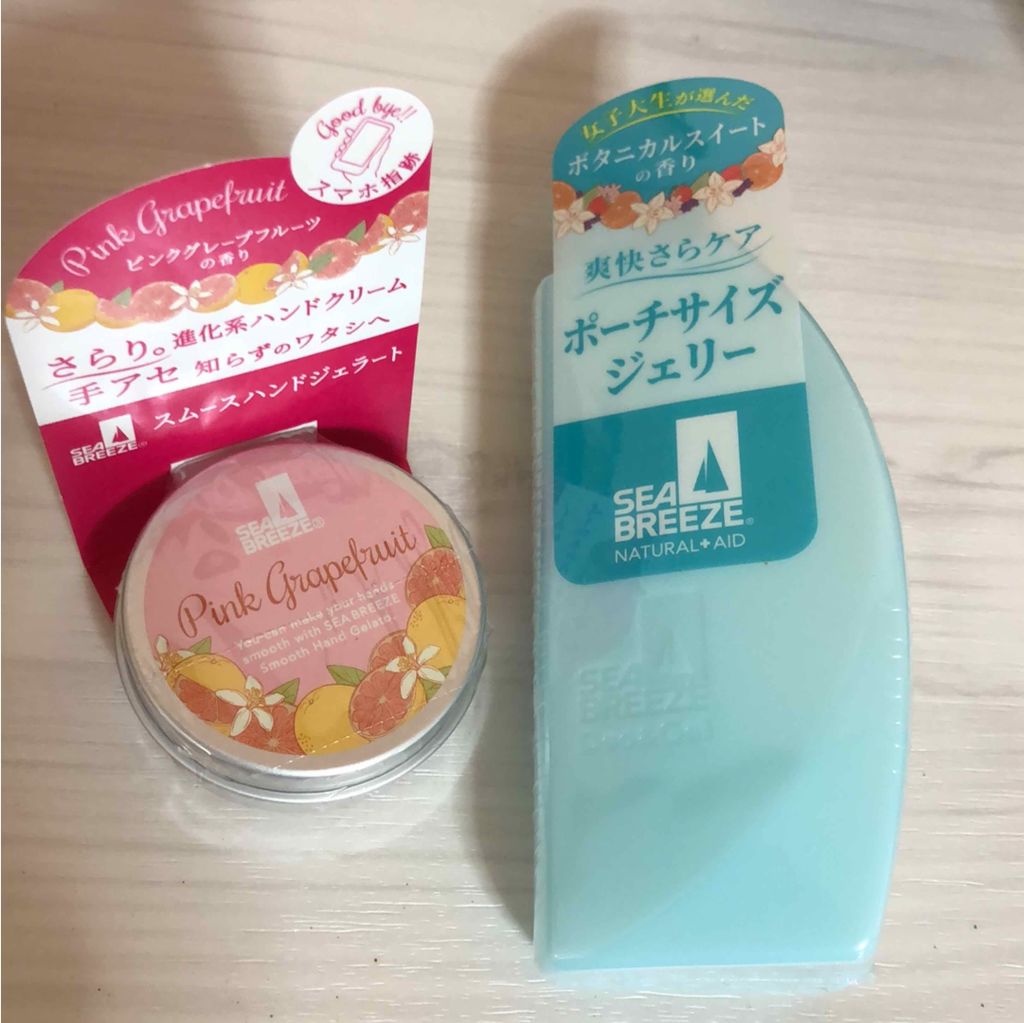 Good bye!!
スマホ指跡
Pink Grapefruit
ピンクグレープフルーツ
の香り
さらり。進化系ハンドクリーム
手アセ 知らずのワタシへ
スムースハンドジェラート
SEA
BREEZE®
SEA
BREEZE®
Pink Grapefruit
You can make your hands
smooth with SEA BREEZE
Smooth Hand Gelato!
女子大生が選んだ
ボタニカルスイート
の香り
爽快さらケア
ポーチサイズ
ジェリー
SEA
BREEZE®
NATURAL+AID
SEA
BREEZE